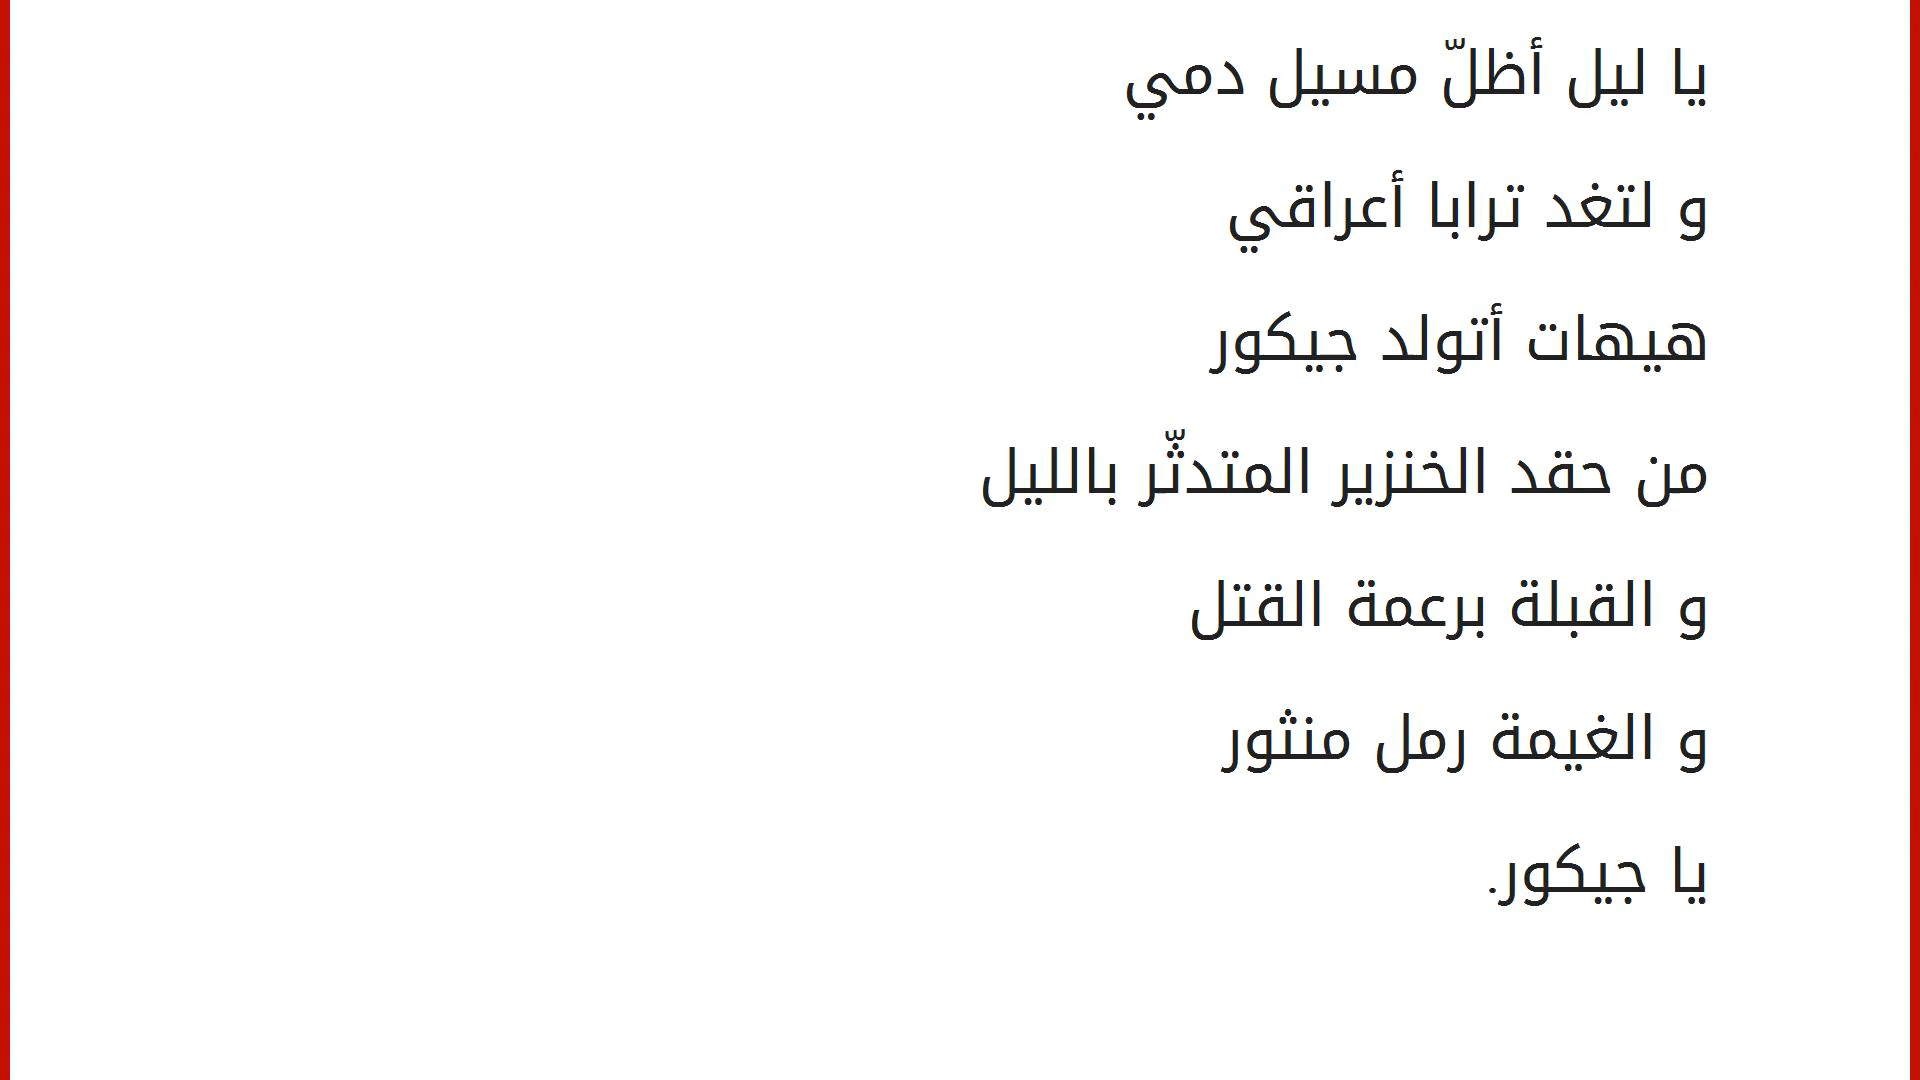 يا ليل أظلّ مسيل دمي
و لتغد ترابا أعراقي
هيهات أتولد جيكور
من حقد الخنزير المتدثّر بالليل
و القبلة برعمة القتل
و الغيمة رمل منثور
يا جيكور.